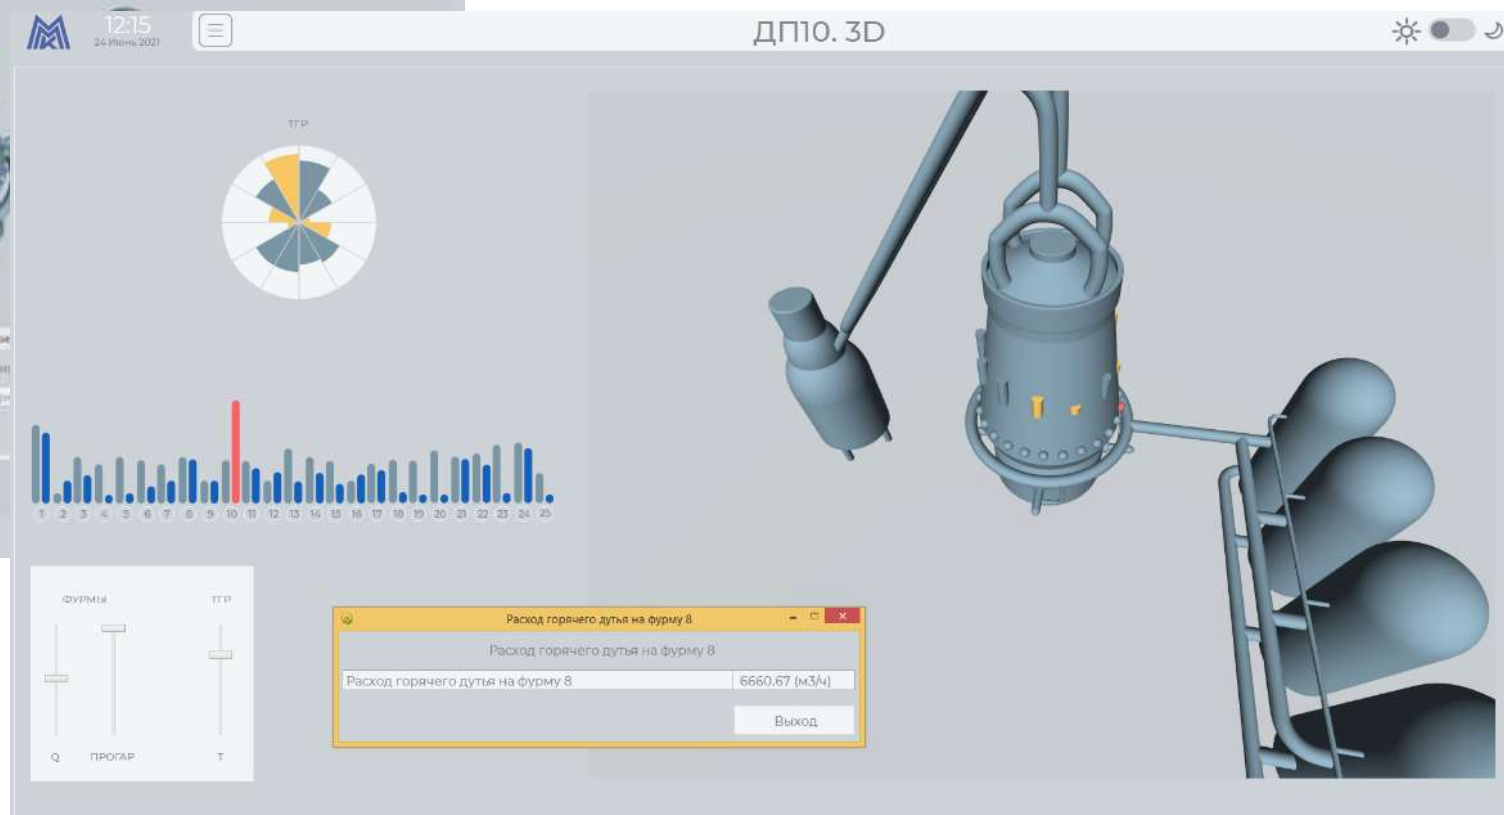 12:15
24 Июнь 2021
ДП10. 3D
ТГР
1 2 3 4 5 6 7 8 9 10 11 12 13 14 15 16 17 18 19 20 21 22 23 24 25
ФУРМЫ ТГР
Q ПРОГАР T
Расход горячего дутья на фурму 8
Расход горячего дутья на фурму 8
Расход горячего дутья на фурму 8 6660.67 (м3/ч)
Выход